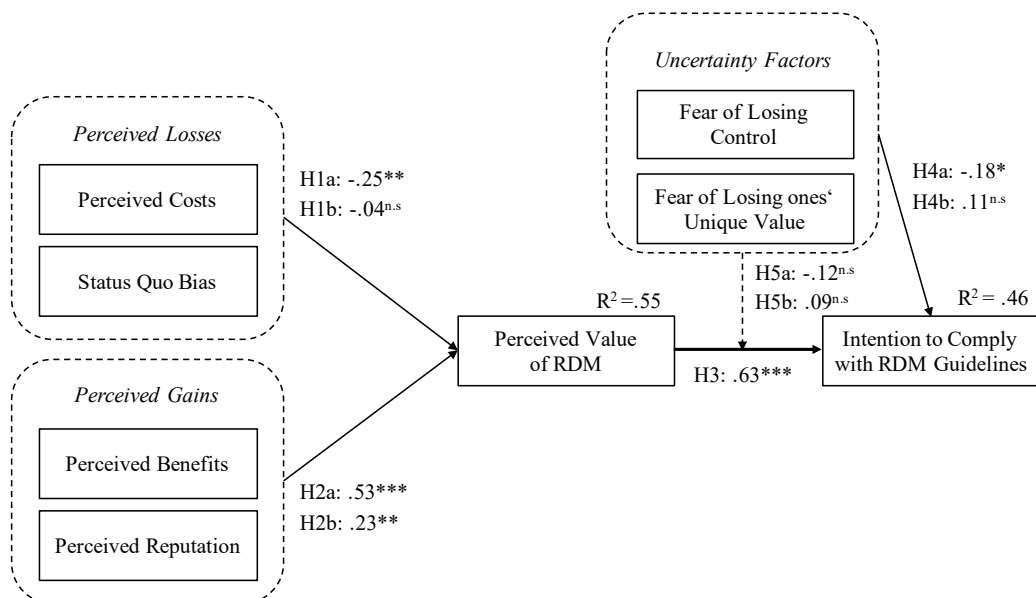 Uncertainty Factors
Fear of Losing
Control
Fear of Losing ones‘
Unique Value
Perceived Losses
Perceived Costs
Status Quo Bias
H1a: -.25**
H1b: -.04n.s
H4a: -.18*
H4b: .11n.s
H5a: -.12n.s
H5b: .09n.s
R2 =.55
R2 = .46
Perceived Value
of RDM
H3: .63***
Intention to Comply
with RDM Guidelines
Perceived Gains
Perceived Benefits
Perceived Reputation
H2a: .53***
H2b: .23**